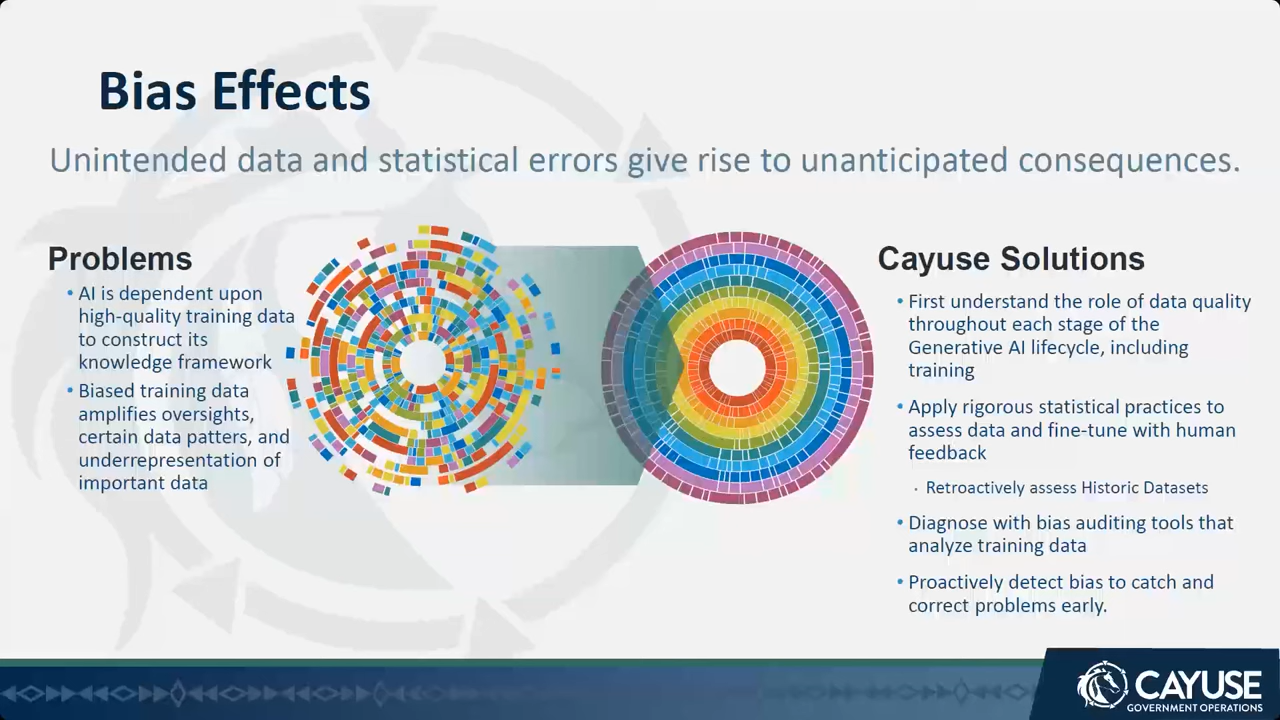 Bias Effects
Unintended data and statistical errors give rise to unanticipated consequences.
Problems
• AI is dependent upon
high-quality training data
to construct its
knowledge framework
• Biased training data
amplifies oversights,
certain data patters, and
underrepresentation of
important data
Cayuse Solutions
• First understand the role of data quality
throughout each stage of the
Generative AI lifecycle, including
training
• Apply rigorous statistical practices to
assess data and fine-tune with human
feedback
· Retroactively assess Historic Datasets
• Diagnose with bias auditing tools that
analyze training data
• Proactively detect bias to catch and
correct problems early.
CAYUSE
GOVERNMENT OPERATIONS